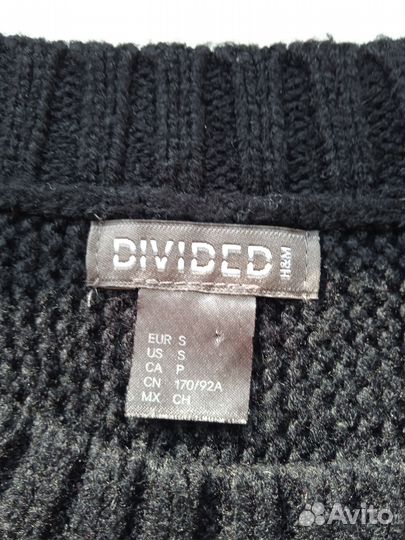 DIVIDED
H&M
EUR S
US S
CA P
CN 170/92A
MX CH
Avito